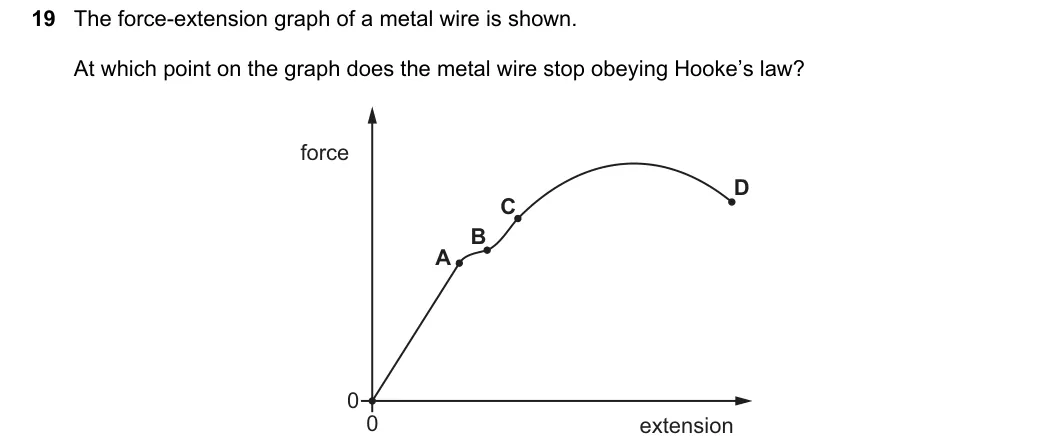 19 The force-extension graph of a metal wire is shown.
At which point on the graph does the metal wire stop obeying Hooke’s law?
force
D
C
B
A
0
0
extension